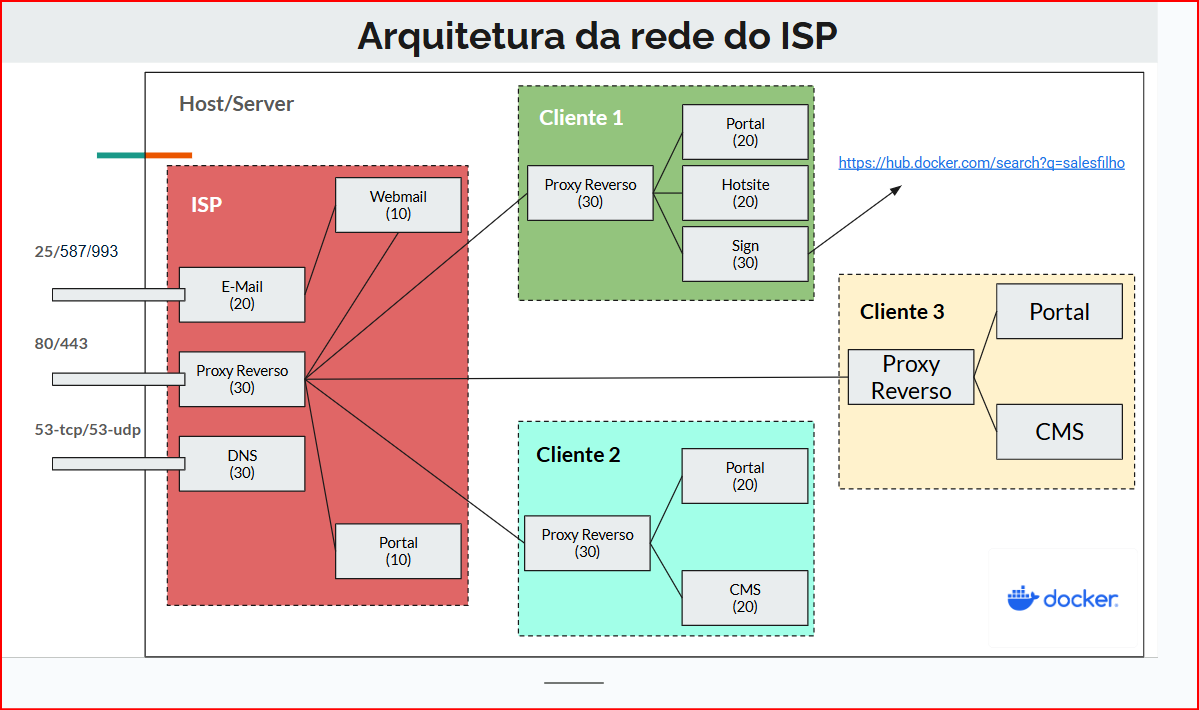 Arquitetura da rede do ISP
Host/Server
ISP
Webmail
(10)
25/587/993
E-Mail
(20)
80/443
Proxy Reverso
(30)
53-tcp/53-udp
DNS
(30)
Portal
(10)
Cliente 1
Proxy Reverso
(30)
Portal
(20)
Hotsite
(20)
Sign
(30)
https://hub.docker.com/search?q=salesfilho
Cliente 2
Proxy Reverso
(30)
Portal
(20)
CMS
(20)
Cliente 3
Proxy
Reverso
Portal
CMS
docker